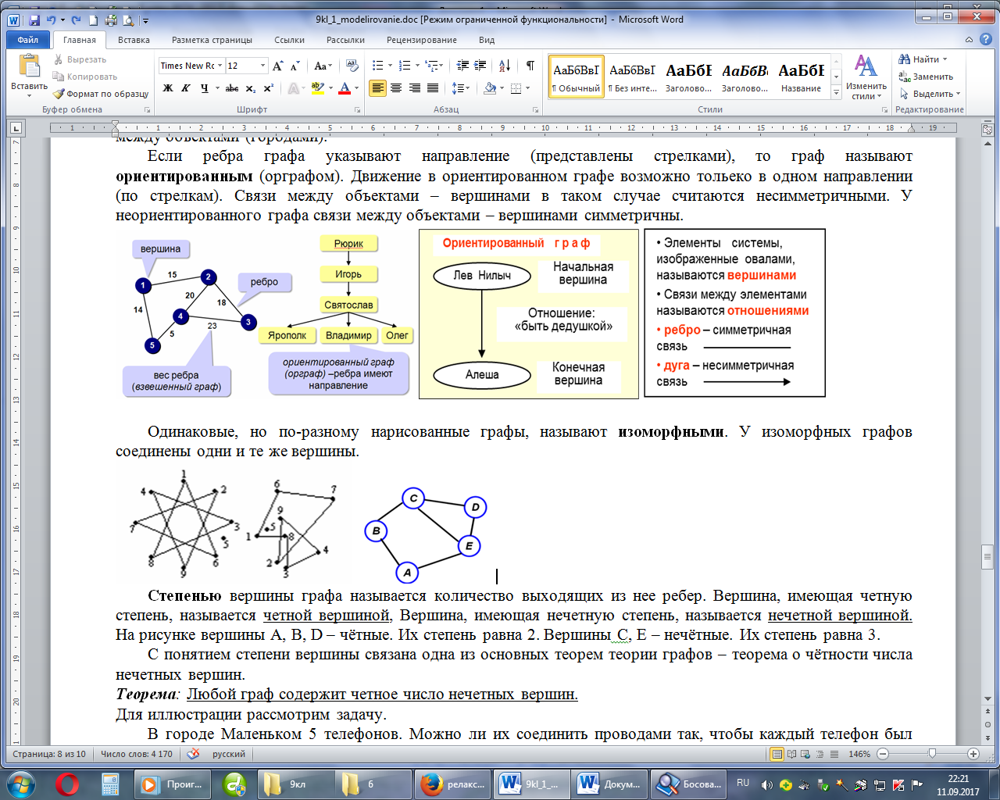 9kl_1_modelirovanie.doc [Режим ограниченной функциональности] - Microsoft Word
Файл Главная Вставка Разметка страницы Ссылки Рассылки Рецензирование Вид
Вставить
Вырезать
Копировать
Формат по образцу
Буфер обмена
Times New Rc 12
Ж К Ч abc x₂ x²
Шрифт
Абзац
АаБбВвІ АаБбВвІ АаБбЕ АаБбВ АаБбЕ
¶ Обычный ¶ Без инте... Заголово... Заголово... Название
Стили
Изменить стили
Найти
Заменить
Выделить
Редактирование
между объектами (городами).
Если ребра графа указывают направление (представлены стрелками), то граф называют
ориентированным (орграфом). Движение в ориентированном графе возможно тольеко в одном направлении
(по стрелкам). Связи между объектами – вершинами в таком случае считаются несимметричными. У
неориентированного графа связи между объектами – вершинами симметричны.
вершина
15
1
2
ребро
14
20
18
4
3
23
5
5
вес ребра
(взвешенный граф)
Рюрик
Игорь
Святослав
Ярополк Владимир Олег
ориентированный граф
(орграф) –ребра имеют
направление
Ориентированный г р а ф
Лев Нилыч
Начальная
вершина
Отношение:
«быть дедушкой»
Алеша
Конечная
вершина
• Элементы системы,
изображенные овалами,
называются вершинами
• Связи между элементами
называются отношениями
• ребро – симметричная
связь
• дуга – несимметричная
связь
Одинаковые, но по-разному нарисованные графы, называют изоморфными. У изоморфных графов
соединены одни и те же вершины.
1
4 2
7 3
5
8 6
9
6 7
9
5
1 8
4
2
3
C
D
B
E
A
Степенью вершины графа называется количество выходящих из нее ребер. Вершина, имеющая четную
степень, называется четной вершиной, Вершина, имеющая нечетную степень, называется нечетной вершиной.
На рисунке вершины A, B, D – чётные. Их степень равна 2. Вершины C, E – нечётные. Их степень равна 3.
С понятием степени вершины связана одна из основных теорем теории графов – теорема о чётности числа
нечетных вершин.
Теорема: Любой граф содержит четное число нечетных вершин.
Для иллюстрации рассмотрим задачу.
В городе Маленьком 5 телефонов. Можно ли их соединить проводами так, чтобы каждый телефон был
Страница: 8 из 10 Число слов: 4 170 русский 146%
Проиг... 9кл 6 релакс... 9kl_1_... Докум... Босова... RU 22:21
11.09.2017